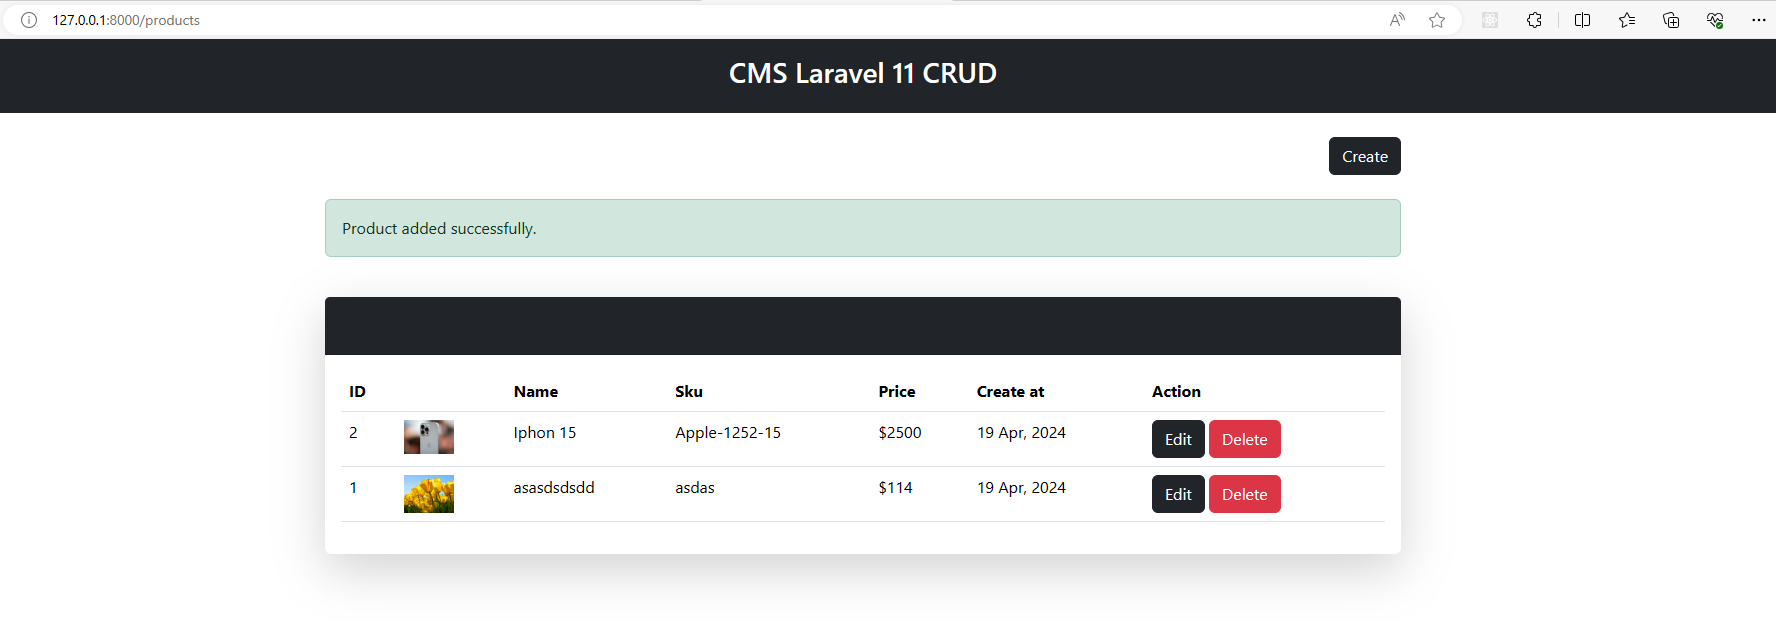 127.0.0.1:8000/products
CMS Laravel 11 CRUD
Create
Product added successfully.
ID Name Sku Price Create at Action
2 Iphon 15 Apple-1252-15 $2500 19 Apr, 2024 Edit Delete
1 asasdsdsdd asdas $114 19 Apr, 2024 Edit Delete